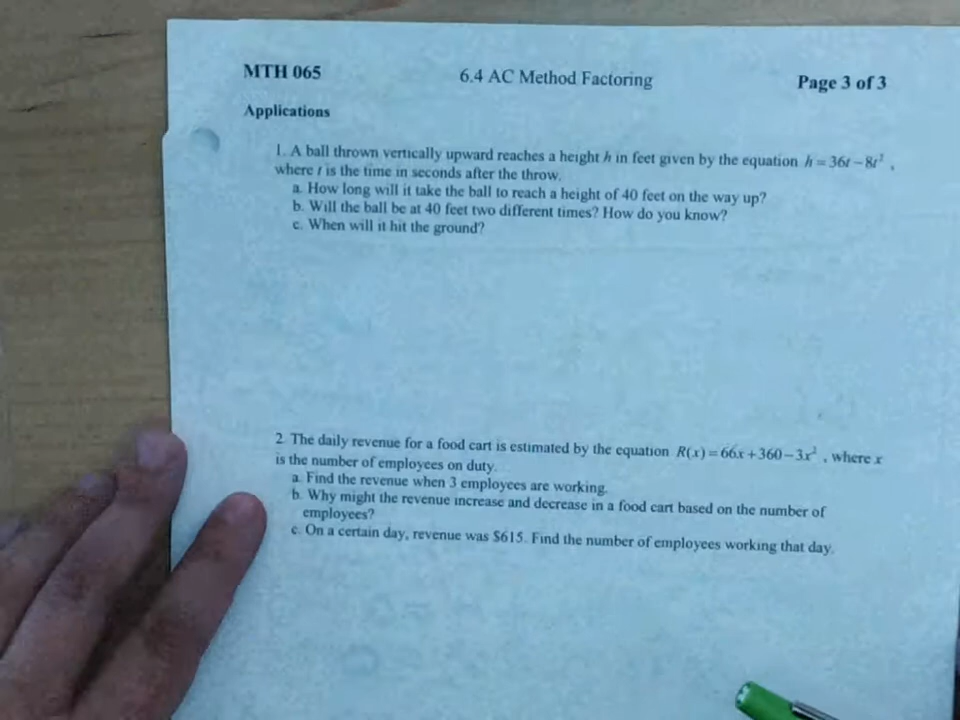 MTH 065 6.4 AC Method Factoring Page 3 of 3
Applications
1. A ball thrown vertically upward reaches a height h in feet given by the equation h = 36t – 8t²,
where t is the time in seconds after the throw.
a. How long will it take the ball to reach a height of 40 feet on the way up?
b. Will the ball be at 40 feet two different times? How do you know?
c. When will it hit the ground?
2. The daily revenue for a food cart is estimated by the equation R(x) = 66x + 360 – 3x², where x
is the number of employees on duty.
a. Find the revenue when 3 employees are working.
b. Why might the revenue increase and decrease in a food cart based on the number of
employees?
c. On a certain day, revenue was $615. Find the number of employees working that day.